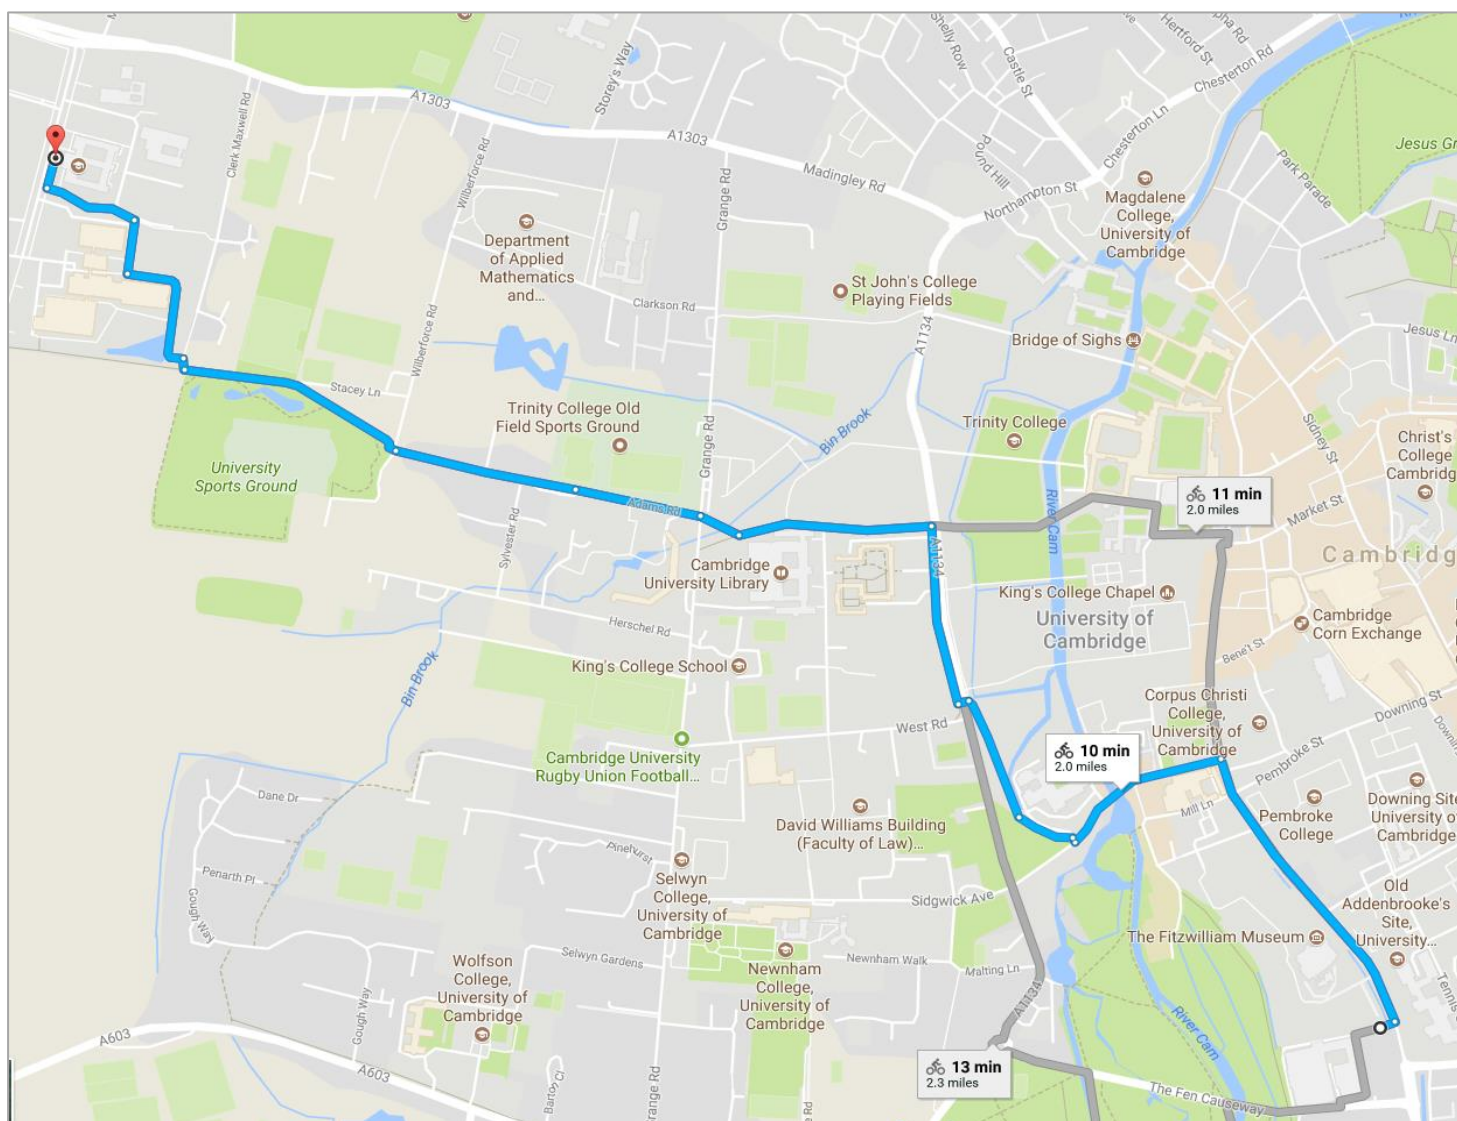 A1303
A1303
Storey's Way
Shelly Row
Castle St
Hertford St
Chesterton Rd
Chesterton Ln
Pound Hill
Jesus Gr
Park Parade
Clerk Maxwell Rd
Wilberforce Rd
Grange Rd
Madingley Rd
Northampton St
Magdalene
College,
University of
Cambridge
Department
of Applied
Mathematics
and...
Clarkson Rd
St John's College
Playing Fields
A1134
Bridge of Sighs
Jesus Ln
Wilberforce Rd
Stacey Ln
Trinity College Old
Field Sports Ground
Grange Rd
Bin Brook
Trinity College
Sidney St
Christ's
College
Cambridg
University
Sports Ground
Adams Rd
River Cam
11 min
2.0 miles
Market St
Sylvester Rd
A1134
Cambridg
Cambridge
University Library
King's College Chapel
University of
Cambridge
Cambridge
Corn Exchange
Herschel Rd
Bene't St
King's College School
Bin Brook
West Rd
Corpus Christi
College,
University of
Cambridge
Downing St
Downing
Cambridge University
Rugby Union Football...
10 min
2.0 miles
Pembroke St
Mill Ln
Dane Dr
David Williams Building
(Faculty of Law)...
Pembroke
College
Downing Site
University of
Cambridge
Pinehurst
Penarth Pl
Gough Way
Selwyn
College,
University of
Cambridge
Sidgwick Ave
Old
Addenbrooke's
Site,
University...
The Fitzwilliam Museum
Wolfson
College,
University of
Cambridge
Selwyn Gardens
Newnham
College,
University of
Cambridge
Newnham Walk
Malting Ln
Tennis
Gough Way
A1134
River Cam
A603
A603
Barton Cl
Grange Rd
13 min
2.3 miles
The Fen Causeway